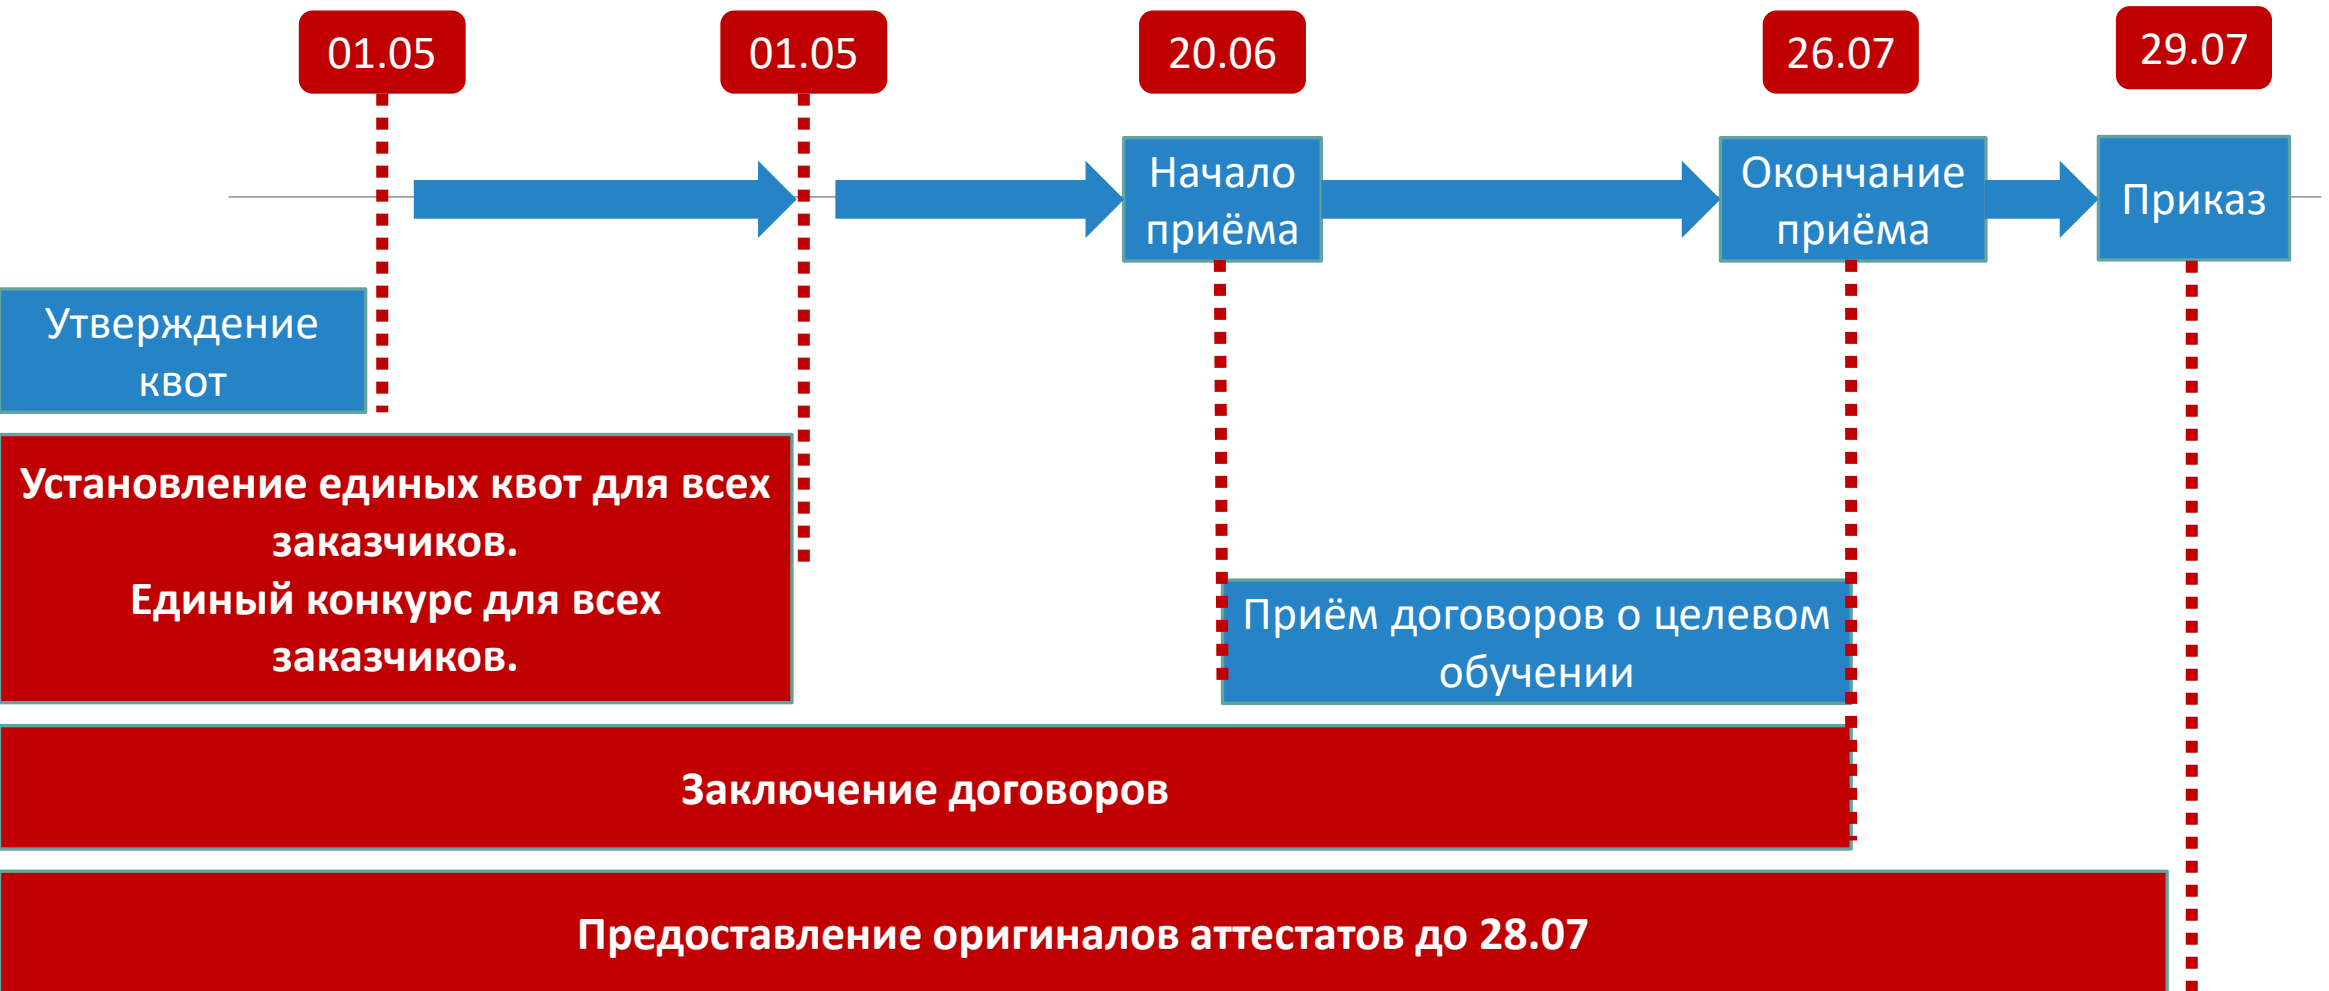 01.05
01.05
20.06
26.07
29.07
Начало
приёма
Окончание
приёма
Приказ
Утверждение
квот
Установление единых квот для всех
заказчиков.
Единый конкурс для всех
заказчиков.
Приём договоров о целевом
обучении
Заключение договоров
Предоставление оригиналов аттестатов до 28.07